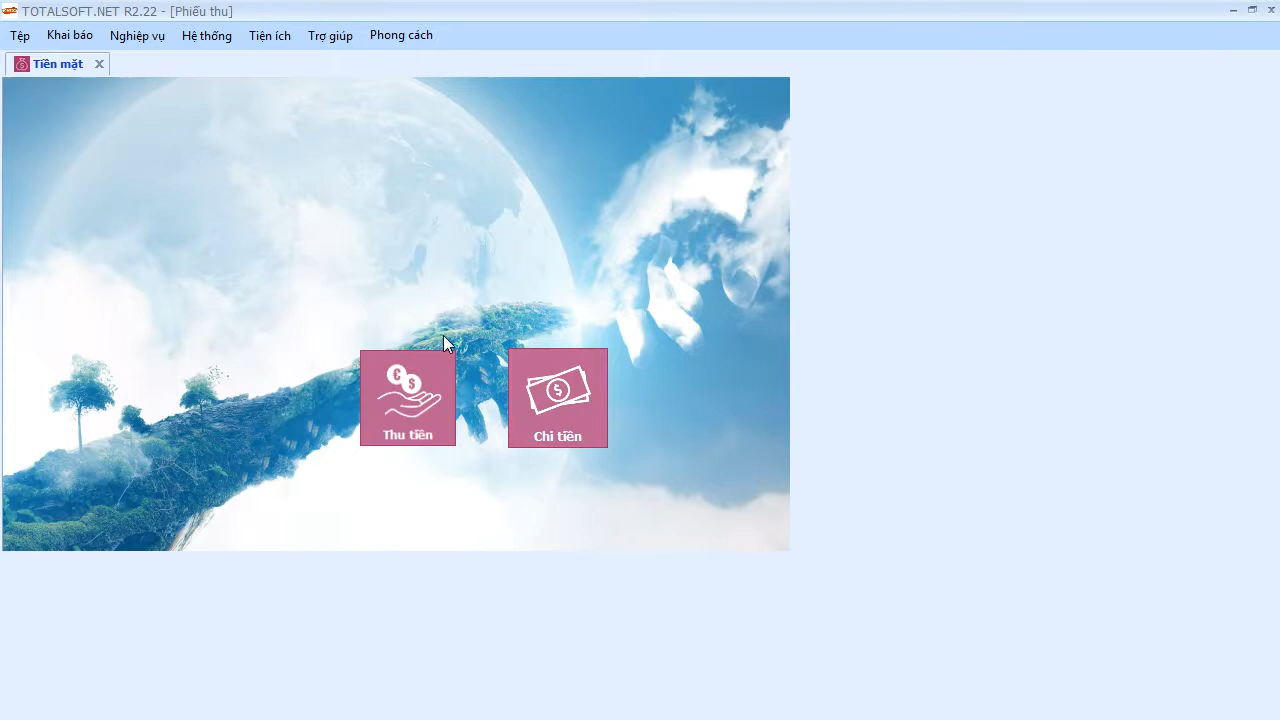 TOTALSOFT.NET R2.22 - [Phiếu thu]
Tệp Khai báo Nghiệp vụ Hệ thống Tiện ích Trợ giúp Phong cách
Tiền mặt
Thu tiền Chi tiền